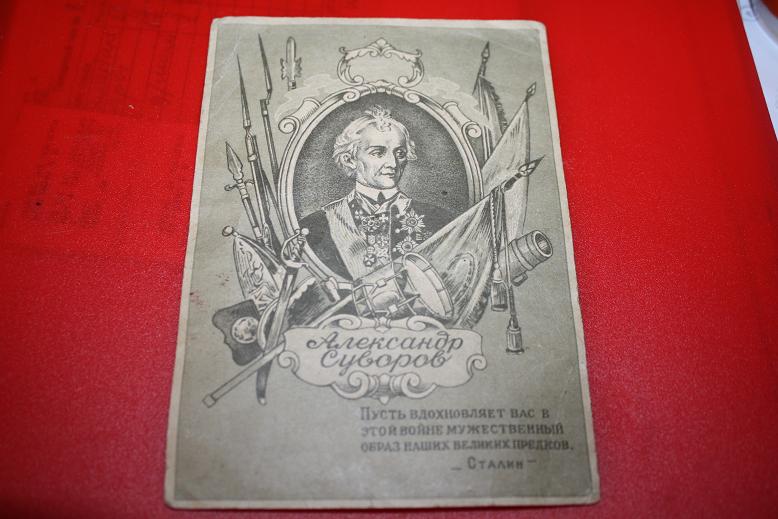 Александр
Суворов
Пусть вдохновляет вас в
этой войне мужественный
образ наших великих предков.
— Сталин —